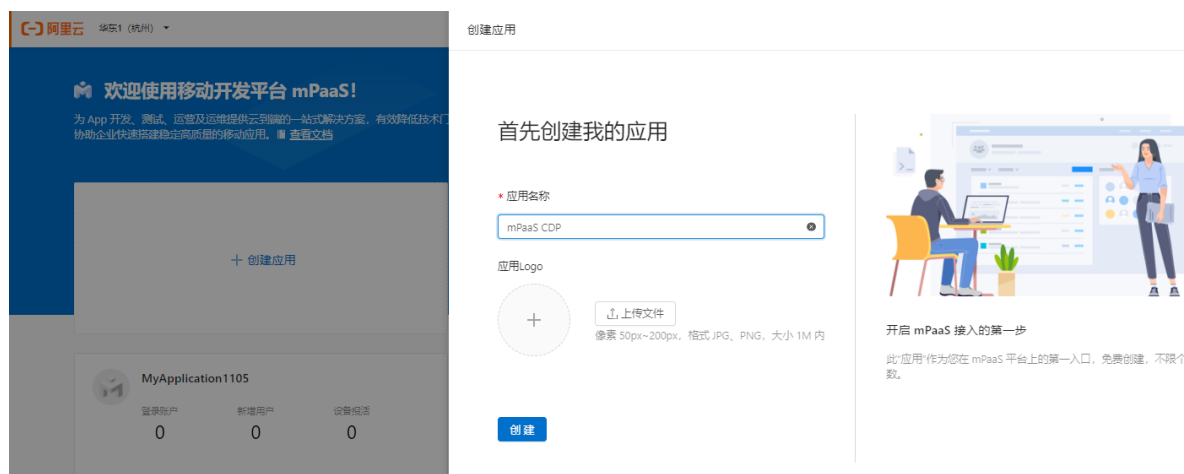 阿里云 华东1（杭州）
创建应用
欢迎使用移动开发平台 mPaaS！
为 App 开发、测试、运营及运维提供云到端的一站式解决方案，有效降低技术门
协助企业快速搭建稳定高质量的移动应用。 查看文档
创建应用
MyApplication1105
登录账户 新增用户 设备报活
0 0 0
首先创建我的应用
* 应用名称
mPaaS CDP
应用Logo
上传文件
像素 50px~200px，格式 JPG、PNG，大小 1M 内
创建
开启 mPaaS 接入的第一步
此“应用”作为您在 mPaaS 平台上的第一入口，免费创建，不限个
数。